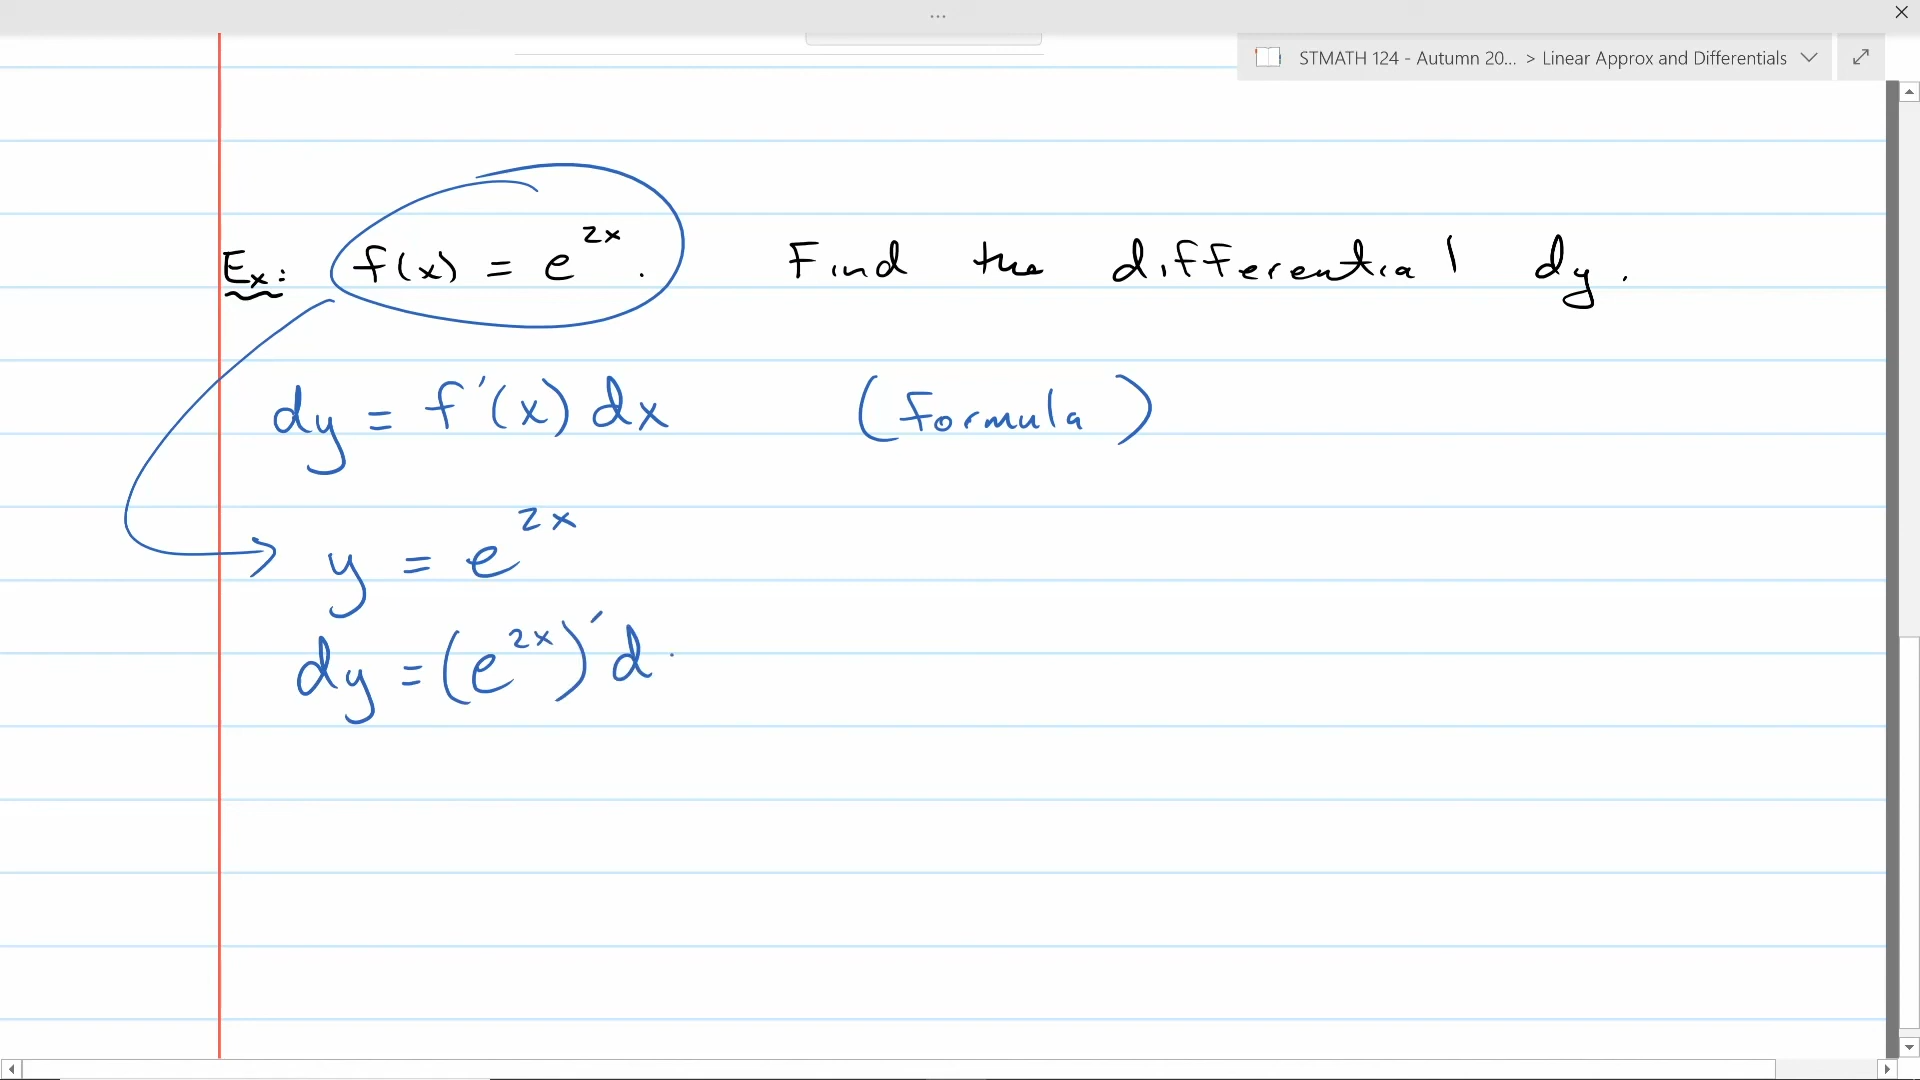 STMATH 124 - Autumn 20... > Linear Approx and Differentials
Ex: f(x) = e^{2x}. Find the differential dy.
dy = f'(x) dx (Formula)
y = e^{2x}
dy = (e^{2x})' d